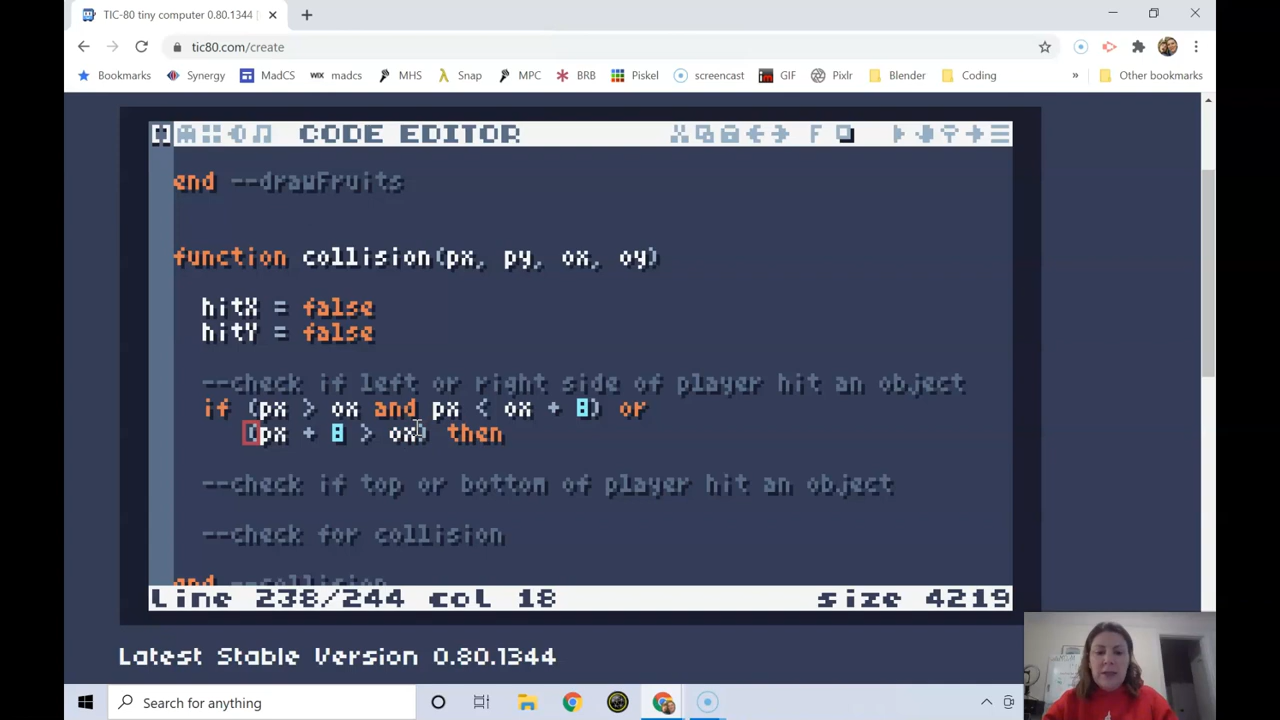 TIC-80 tiny computer 0.80.1344
tic80.com/create
Bookmarks Synergy MadCS WIX madcs MHS Snap MPC BRB Piskel screencast GIF Pixlr Blender Coding » Other bookmarks
CODE EDITOR F
end --drawFruits
function collision(px, py, ox, oy)
hitX = false
hitY = false
--check if left or right side of player hit an object
if (px > ox and px < ox + 8) or
(px + 8 > ox) then
--check if top or bottom of player hit an object
--check for collision
end --collision
Line 238/244 col 18 size 4219
Latest Stable Version 0.80.1344
Search for anything